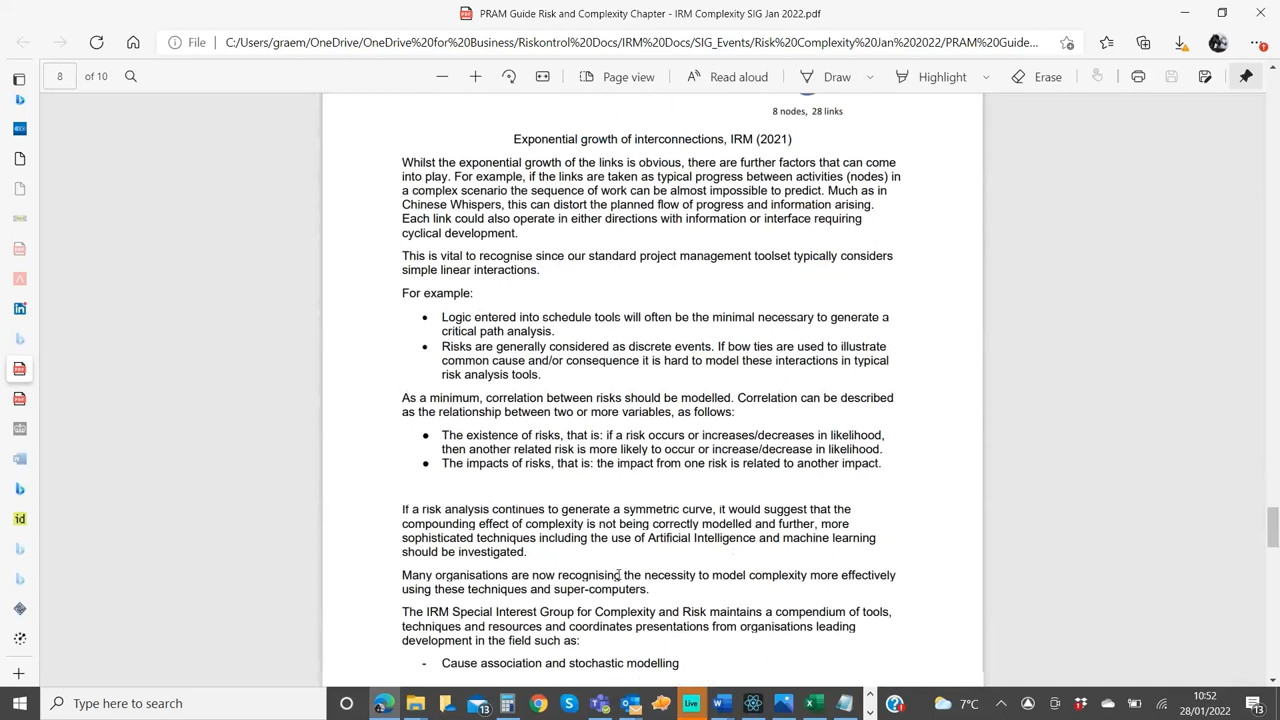 PRAM Guide Risk and Complexity Chapter - IRM Complexity SIG Jan 2022.pdf
File
C:/Users/graem/OneDrive/OneDrive%20for%20Business/Riskontrol%20Docs/IRM%20Docs/SIG_Events/Risk%20Complexity%20Jan%202022/PRAM%20Guide...
8 of 10
Page view
Read aloud
Draw
Highlight
Erase
8 nodes, 28 links
Exponential growth of interconnections, IRM (2021)
Whilst the exponential growth of the links is obvious, there are further factors that can come
into play. For example, if the links are taken as typical progress between activities (nodes) in
a complex scenario the sequence of work can be almost impossible to predict. Much as in
Chinese Whispers, this can distort the planned flow of progress and information arising.
Each link could also operate in either directions with information or interface requiring
cyclical development.
This is vital to recognise since our standard project management toolset typically considers
simple linear interactions.
For example:
• Logic entered into schedule tools will often be the minimal necessary to generate a
critical path analysis.
• Risks are generally considered as discrete events. If bow ties are used to illustrate
common cause and/or consequence it is hard to model these interactions in typical
risk analysis tools.
As a minimum, correlation between risks should be modelled. Correlation can be described
as the relationship between two or more variables, as follows:
• The existence of risks, that is: if a risk occurs or increases/decreases in likelihood,
then another related risk is more likely to occur or increase/decrease in likelihood.
• The impacts of risks, that is: the impact from one risk is related to another impact.
If a risk analysis continues to generate a symmetric curve, it would suggest that the
compounding effect of complexity is not being correctly modelled and further, more
sophisticated techniques including the use of Artificial Intelligence and machine learning
should be investigated.
Many organisations are now recognising the necessity to model complexity more effectively
using these techniques and super-computers.
The IRM Special Interest Group for Complexity and Risk maintains a compendium of tools,
techniques and resources and coordinates presentations from organisations leading
development in the field such as:
- Cause association and stochastic modelling
Type here to search
13
Live
7°C
10:52
28/01/2022